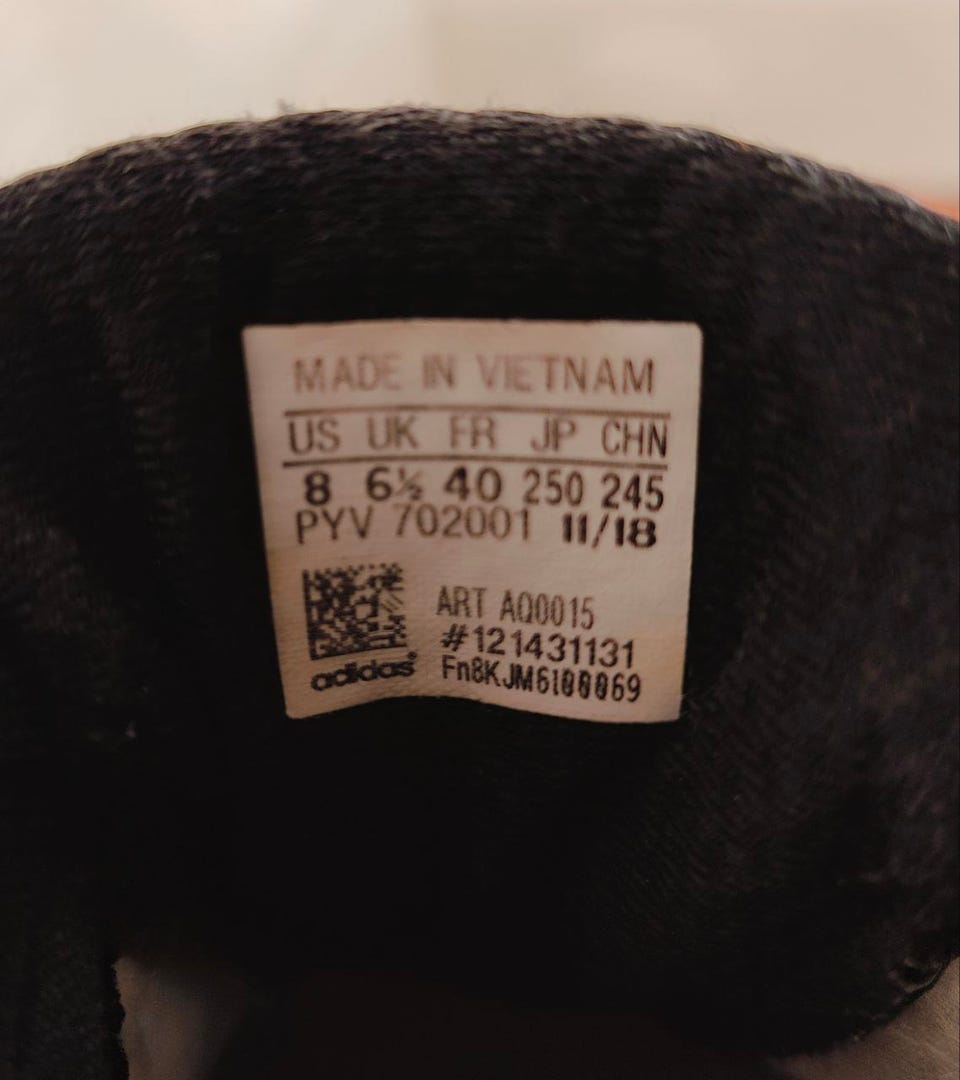 MADE IN VIETNAM
US UK FR JP CHN
8 6½ 40 250 245
PYV 702001 11/18
ART AQ0015
#121431131
adidas®